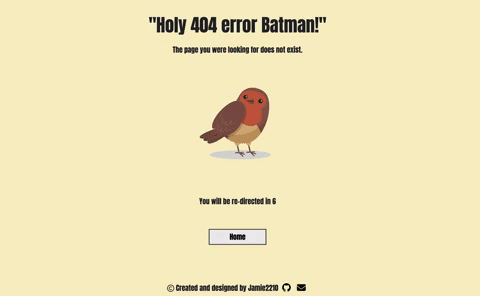 "Holy 404 error Batman!"
The page you were looking for does not exist.
You will be re-directed in 6
Home
© Created and designed by Jamie2210